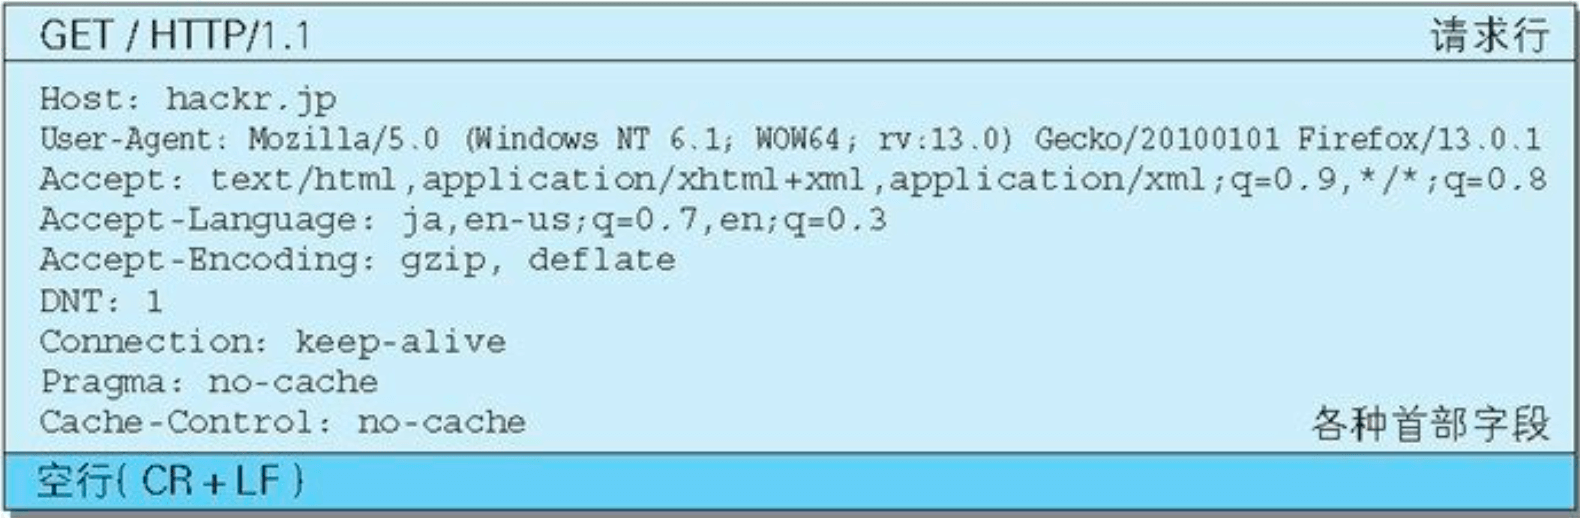 GET / HTTP/1.1 请求行
Host: hackr.jp
User-Agent: Mozilla/5.0 (Windows NT 6.1; WOW64; rv:13.0) Gecko/20100101 Firefox/13.0.1
Accept: text/html,application/xhtml+xml,application/xml;q=0.9,*/*;q=0.8
Accept-Language: ja,en-us;q=0.7,en;q=0.3
Accept-Encoding: gzip, deflate
DNT: 1
Connection: keep-alive
Pragma: no-cache
Cache-Control: no-cache 各种首部字段
空行( CR + LF )